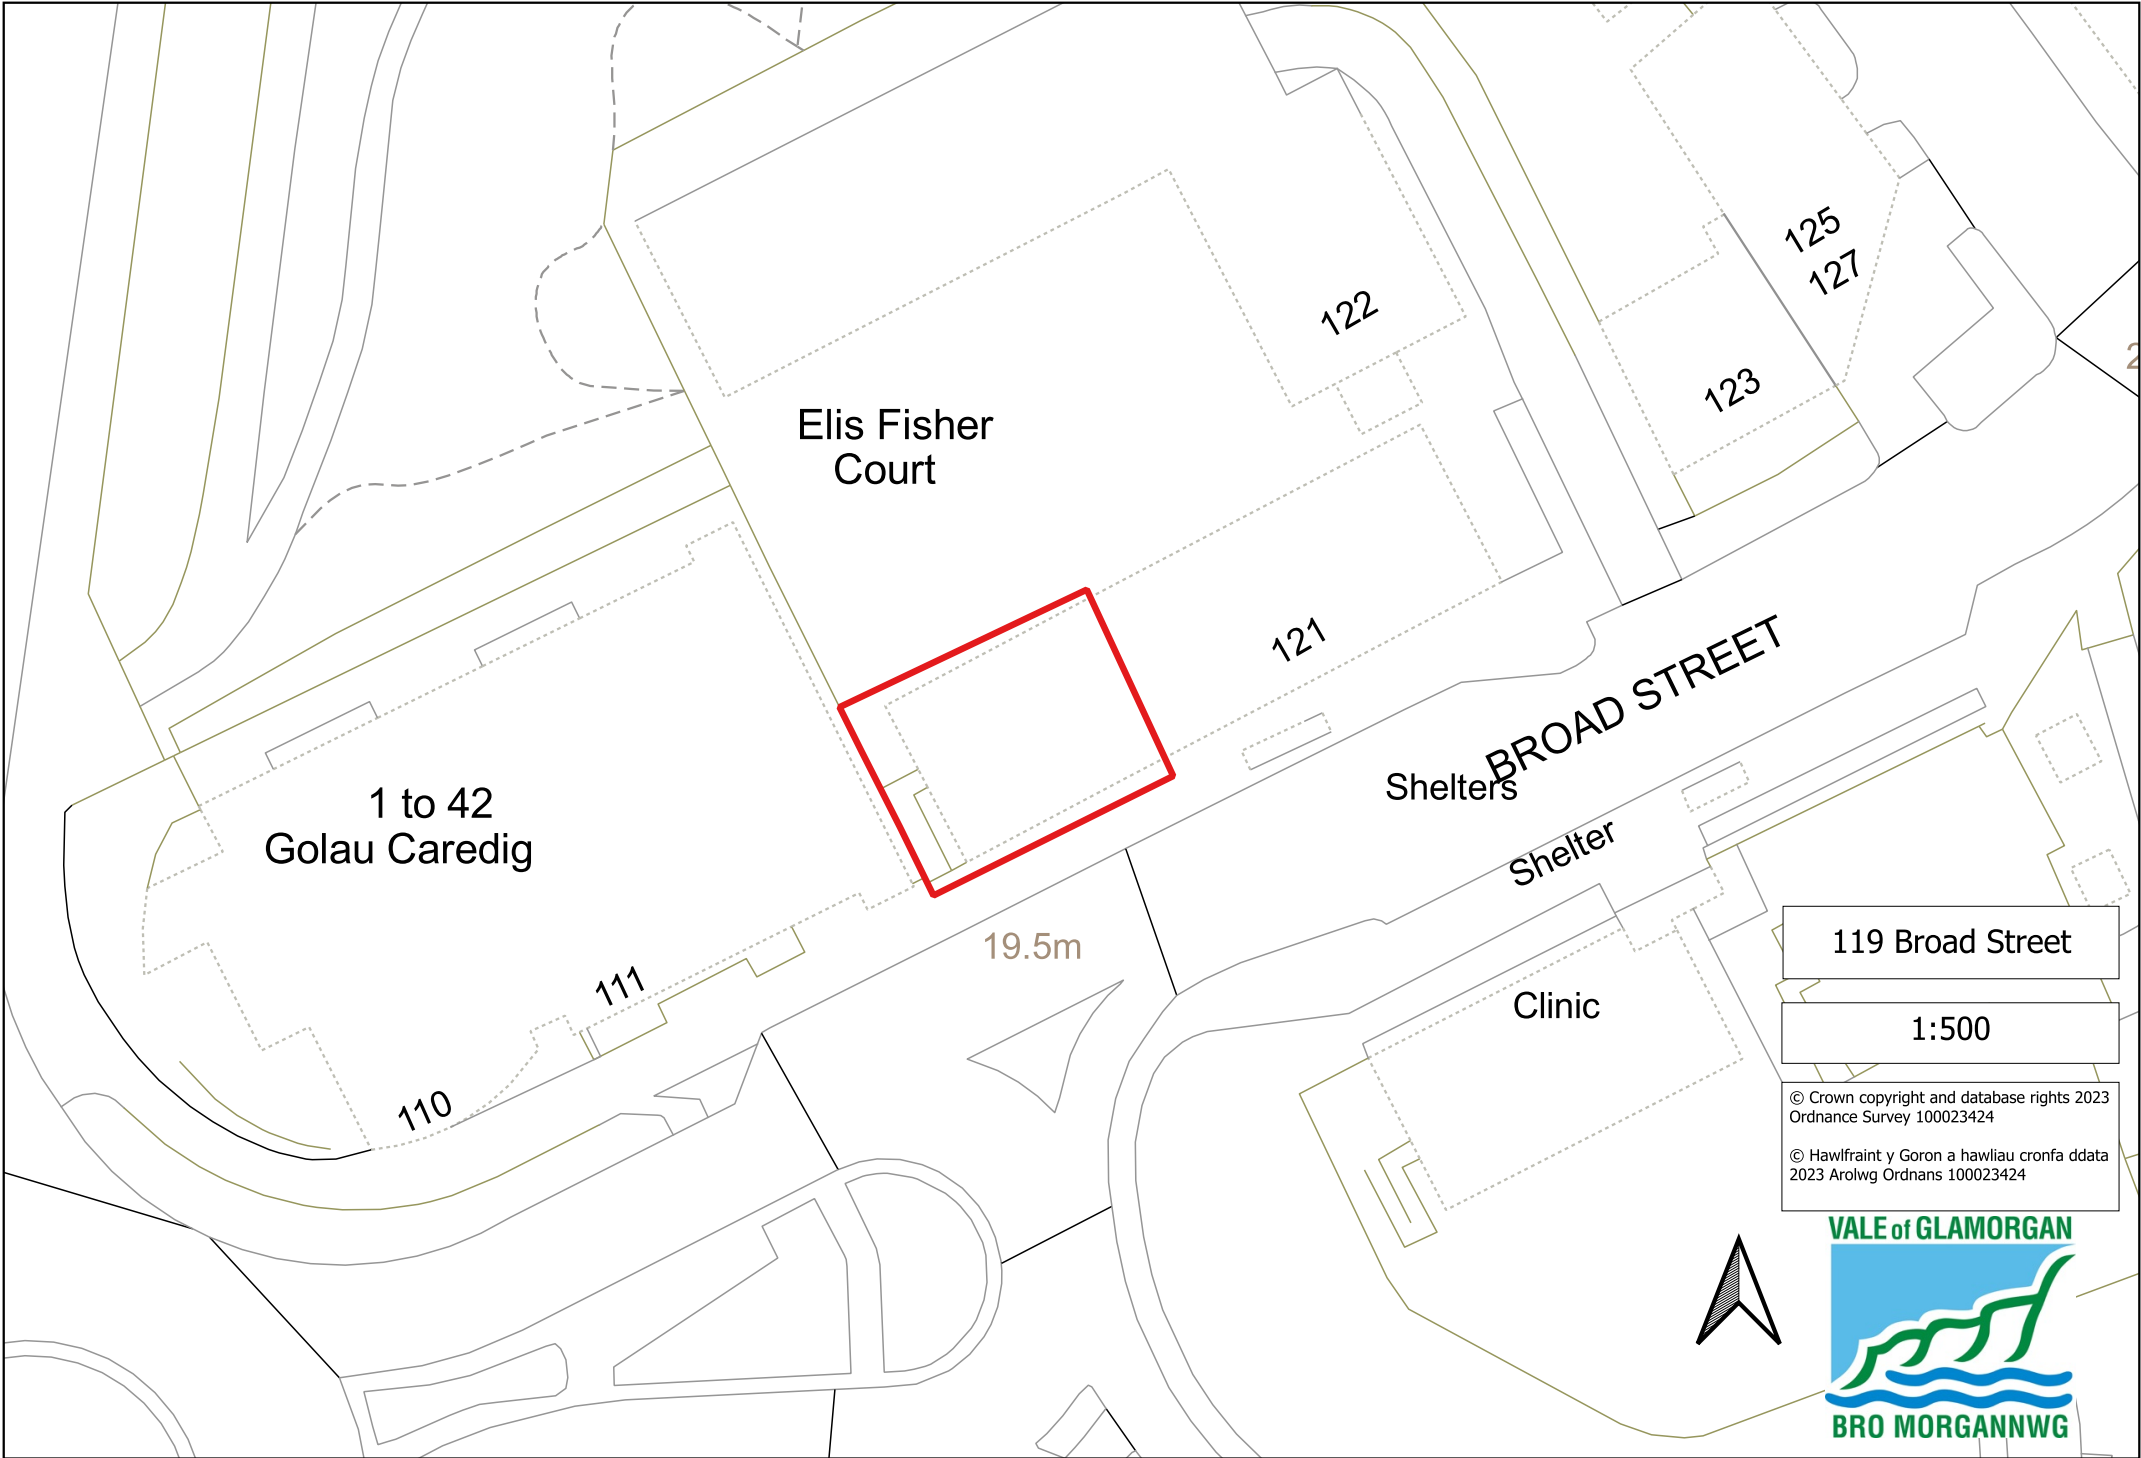 125
127
122
123
Elis Fisher
Court
121
BROAD STREET
Shelters
Shelter
1 to 42
Golau Caredig
19.5m
111
110
Clinic
119 Broad Street
1:500
© Crown copyright and database rights 2023
Ordnance Survey 100023424
© Hawlfraint y Goron a hawliau cronfa ddata
2023 Arolwg Ordnans 100023424
VALE of GLAMORGAN
BRO MORGANNWG